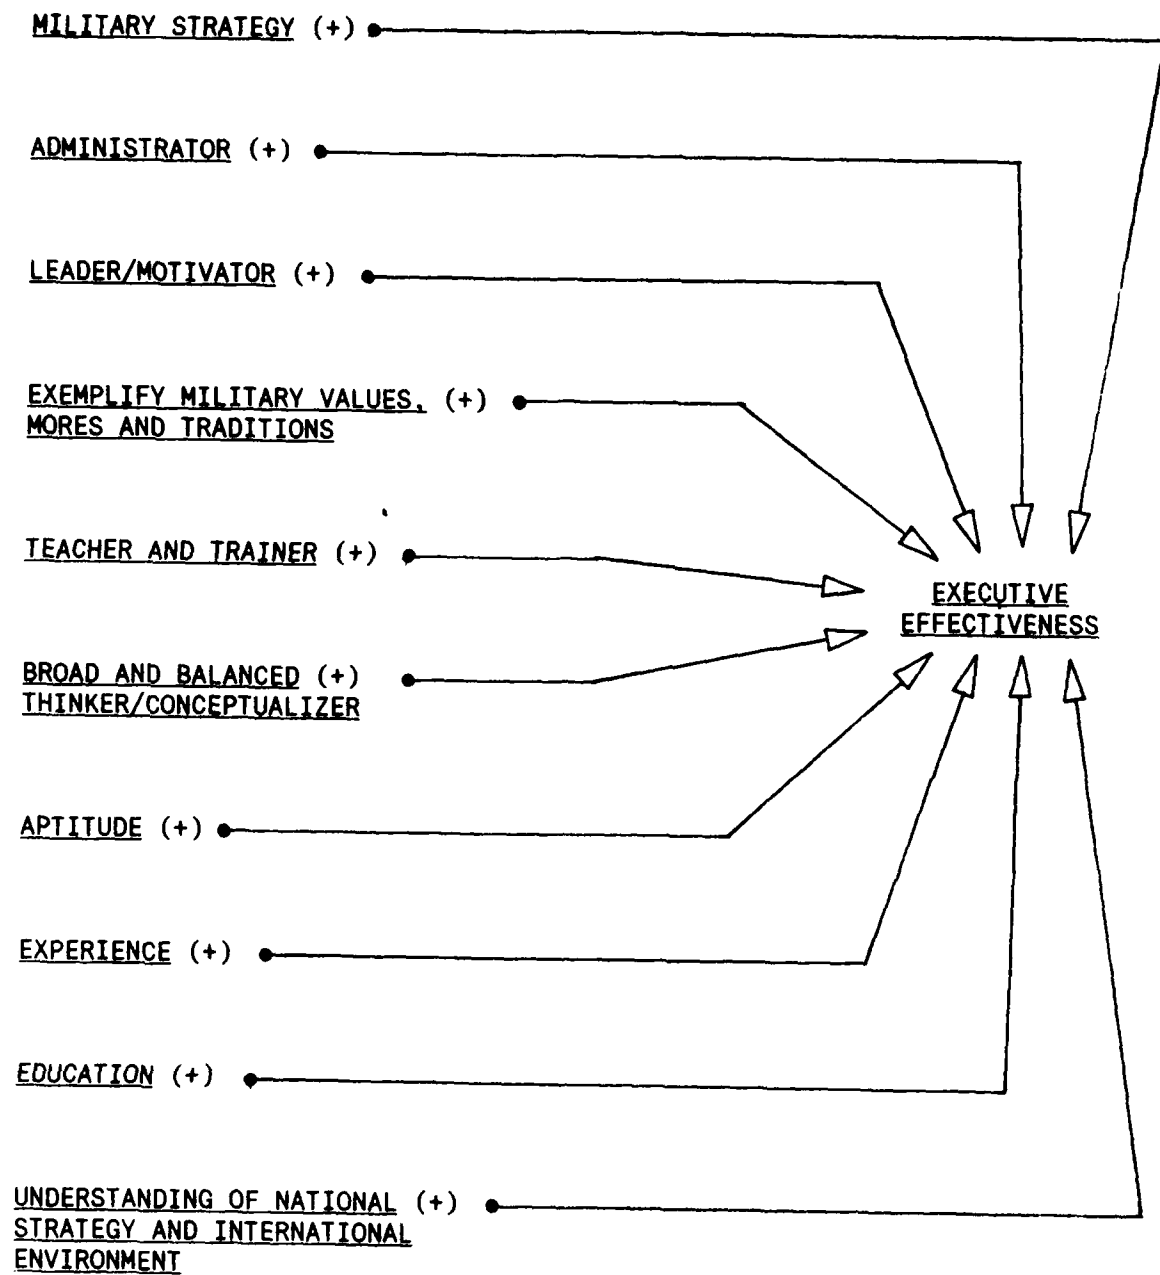 MILITARY STRATEGY (+)
ADMINISTRATOR (+)
LEADER/MOTIVATOR (+)
EXEMPLIFY MILITARY VALUES, (+)
MORES AND TRADITIONS
TEACHER AND TRAINER (+)
EXECUTIVE
EFFECTIVENESS
BROAD AND BALANCED (+)
THINKER/CONCEPTUALIZER
APTITUDE (+)
EXPERIENCE (+)
EDUCATION (+)
UNDERSTANDING OF NATIONAL (+)
STRATEGY AND INTERNATIONAL
ENVIRONMENT